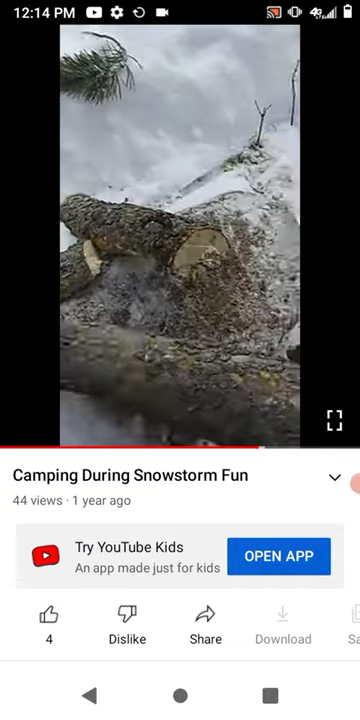 12:14 PM
Camping During Snowstorm Fun
44 views · 1 year ago
Try YouTube Kids
An app made just for kids
OPEN APP
4
Dislike
Share
Download
Sa